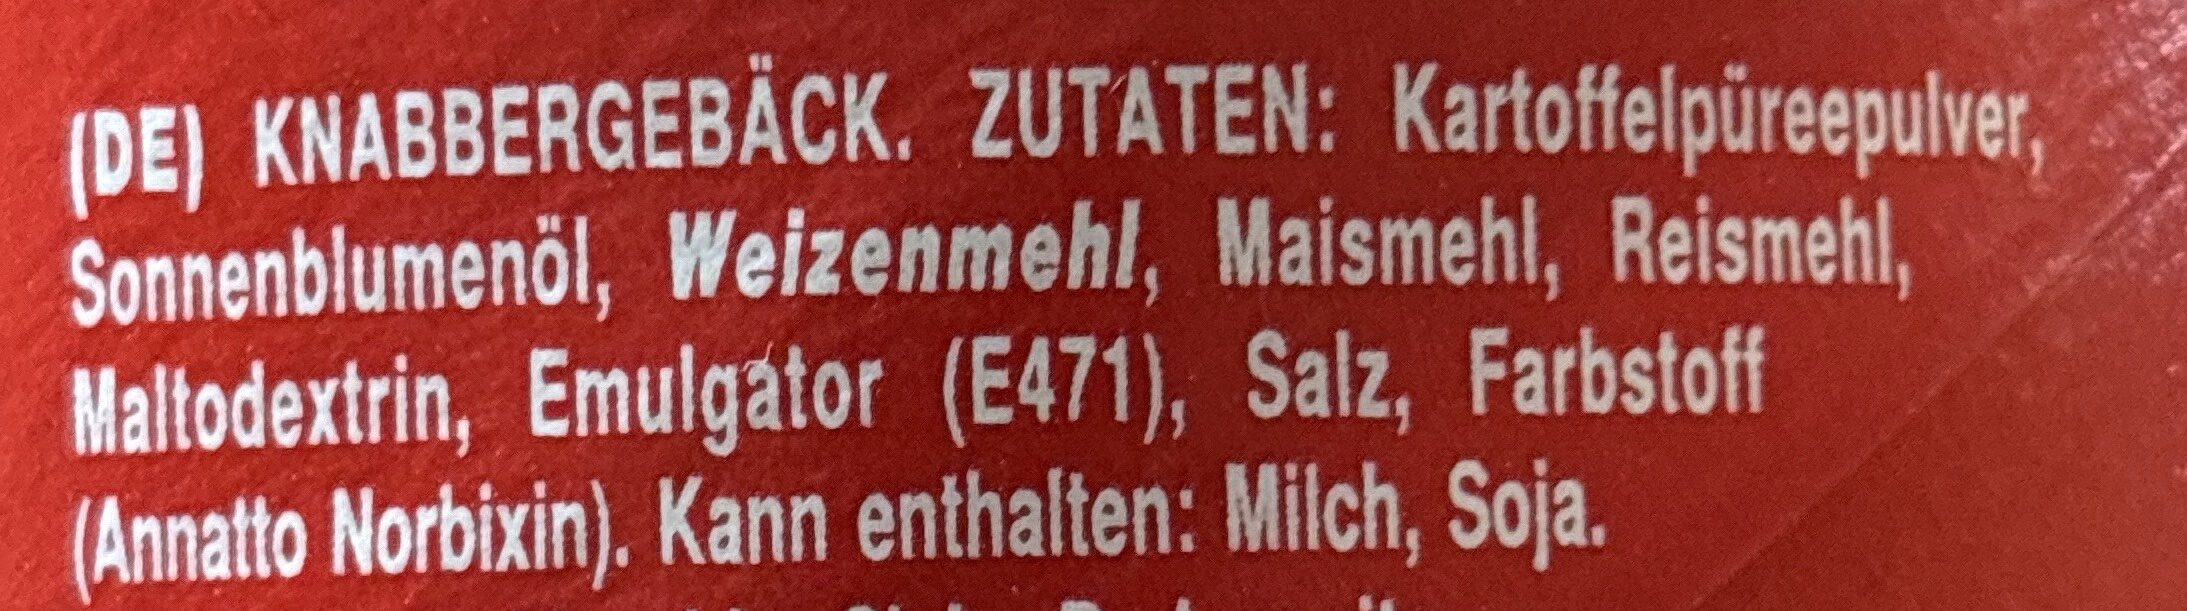 (DE) KNABBERGEBÄCK. ZUTATEN: Kartoffelpüreepulver,
Sonnenblumenöl, Weizenmehl, Maismehl, Reismehl,
Maltodextrin, Emulgator (E471), Salz, Farbstoff
(Annatto Norbixin). Kann enthalten: Milch, Soja.